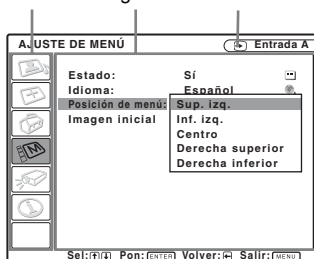 AJUSTE DE MENÚ Entrada A
Estado: Sí
Idioma: Español
Posición de menú: Sup. izq.
Imagen inicial Inf. izq.
Centro
Derecha superior
Derecha inferior
Sel: Pon: ENTER Volver: Salir: MENU